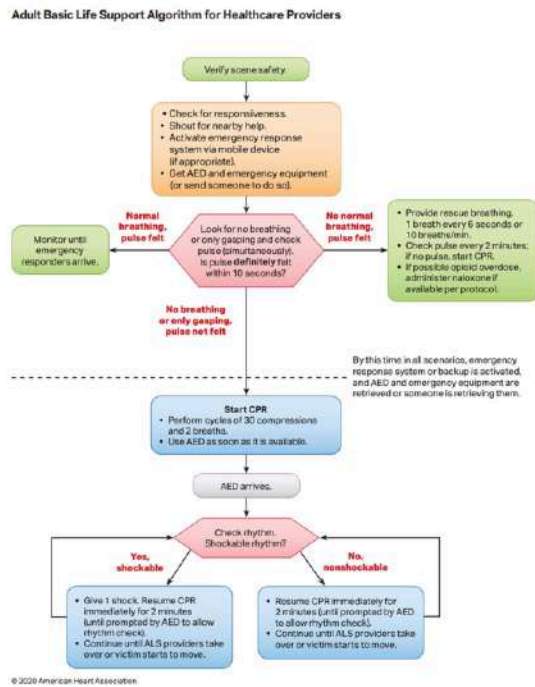 Adult Basic Life Support Algorithm for Healthcare Providers
Verify scene safety.
• Check for responsiveness.
• Shout for nearby help.
• Activate emergency response
system via mobile device
(if appropriate).
• Get AED and emergency equipment
(or send someone to do so).
Normal
breathing,
pulse felt
Look for no breathing
or only gasping and check
pulse (simultaneously).
Is pulse definitely felt
within 10 seconds?
No normal
breathing,
pulse felt
Monitor until
emergency
responders arrive.
• Provide rescue breathing,
1 breath every 6 seconds or
10 breaths/min.
• Check pulse every 2 minutes;
if no pulse, start CPR.
• If possible opioid overdose,
administer naloxone if
available per protocol.
No breathing
or only gasping,
pulse not felt
By this time in all scenarios, emergency
response system or backup is activated,
and AED and emergency equipment are
retrieved or someone is retrieving them.
Start CPR
• Perform cycles of 30 compressions
and 2 breaths.
• Use AED as soon as it is available.
AED arrives.
Check rhythm.
Shockable rhythm?
Yes,
shockable
No,
nonshockable
• Give 1 shock. Resume CPR
immediately for 2 minutes
(until prompted by AED to allow
rhythm check).
• Continue until ALS providers take
over or victim starts to move.
• Resume CPR immediately for
2 minutes (until prompted by AED
to allow rhythm check).
• Continue until ALS providers take
over or victim starts to move.
© 2020 American Heart Association